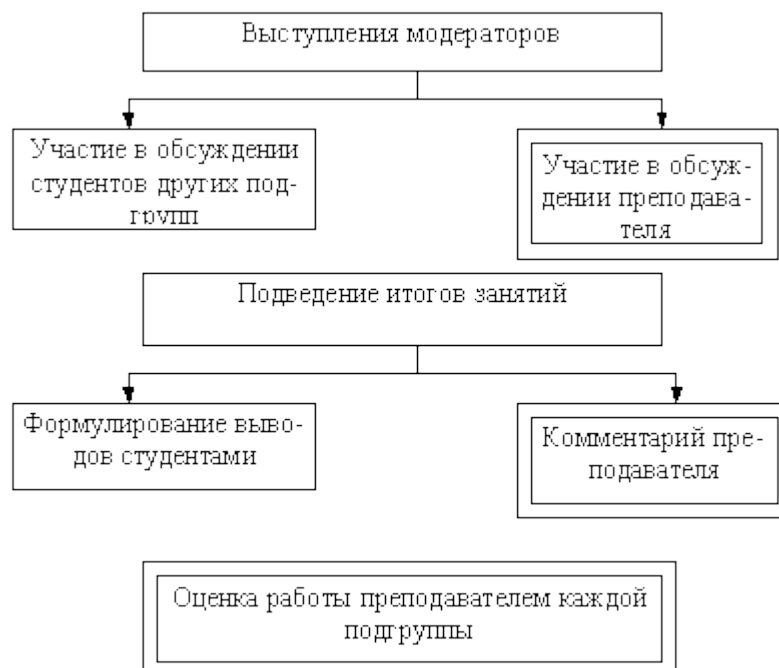 Выступления модераторов
Участие в обсуждении
студентов других под-
групп
Участие в обсуж-
дении преподава-
теля
Подведение итогов занятий
Формулирование выво-
дов студентами
Комментарий пре-
подавателя
Оценка работы преподавателем каждой
подгруппы